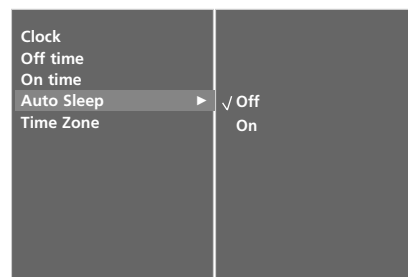 Clock
Off time
On time
Auto Sleep ► √ Off
Time Zone On